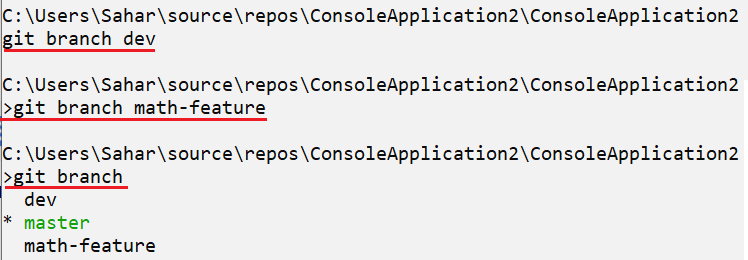 C:\Users\Sahar\source\repos\ConsoleApplication2\ConsoleApplication2
git branch dev
C:\Users\Sahar\source\repos\ConsoleApplication2\ConsoleApplication2
>git branch math-feature
C:\Users\Sahar\source\repos\ConsoleApplication2\ConsoleApplication2
>git branch
  dev
* master
  math-feature